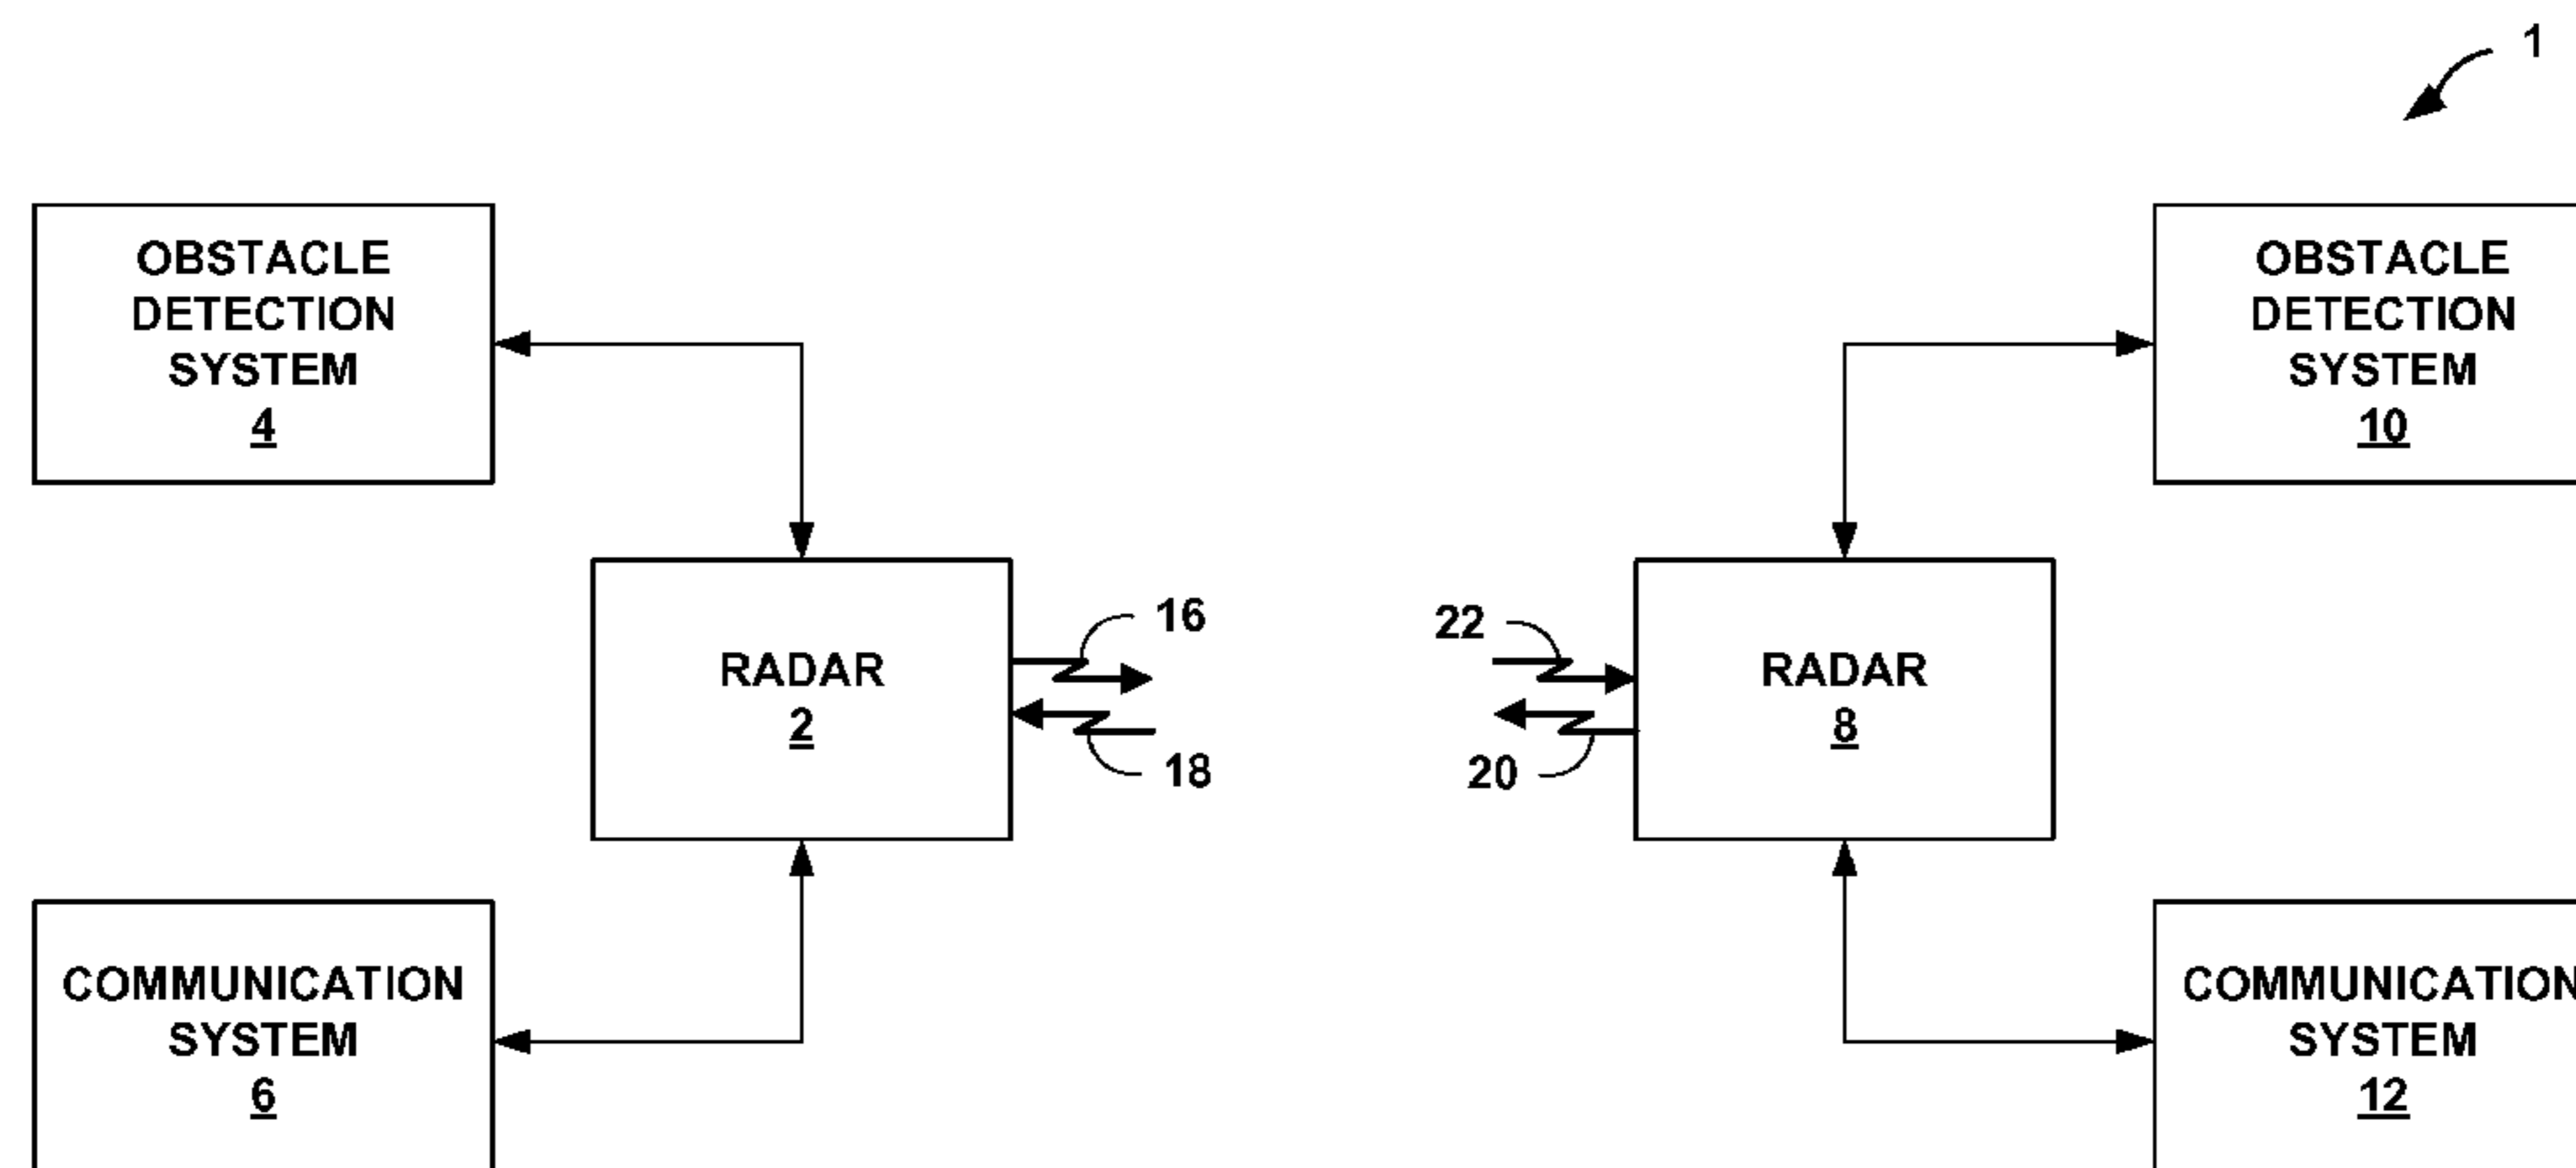 1
OBSTACLE
DETECTION
SYSTEM
4
OBSTACLE
DETECTION
SYSTEM
10
RADAR
2
16
18
22
20
RADAR
8
COMMUNICATION
SYSTEM
6
COMMUNICATION
SYSTEM
12